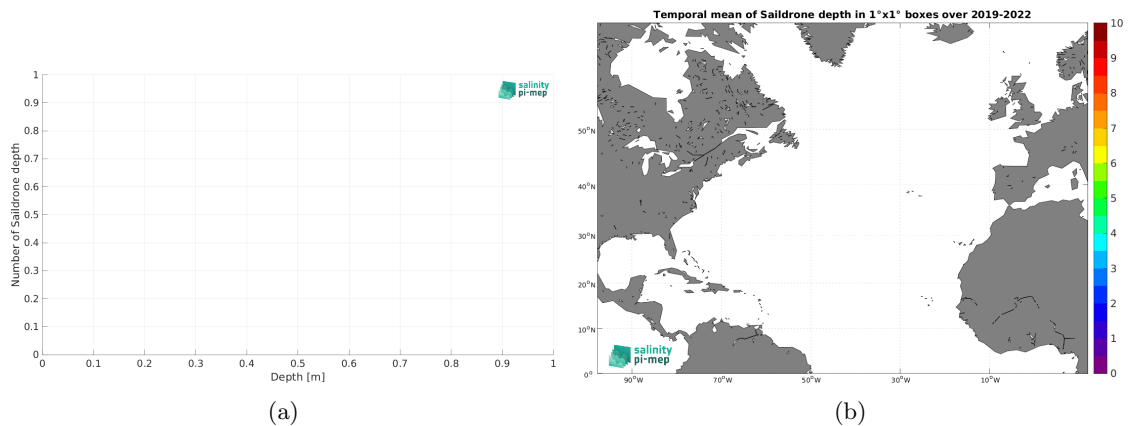 Temporal mean of Saildrone depth in 1°x1° boxes over 2019-2022
Number of Saildrone depth
1
0.9
0.8
0.7
0.6
0.5
0.4
0.3
0.2
0.1
0
0 0.1 0.2 0.3 0.4 0.5 0.6 0.7 0.8 0.9 1
Depth [m]
salinity
pi-mep
(a)
50°N
40°N
30°N
20°N
10°N
0°
90°W 70°W 50°W 30°W 10°W
salinity
pi-mep
10
9
8
7
6
5
4
3
2
1
0
(b)